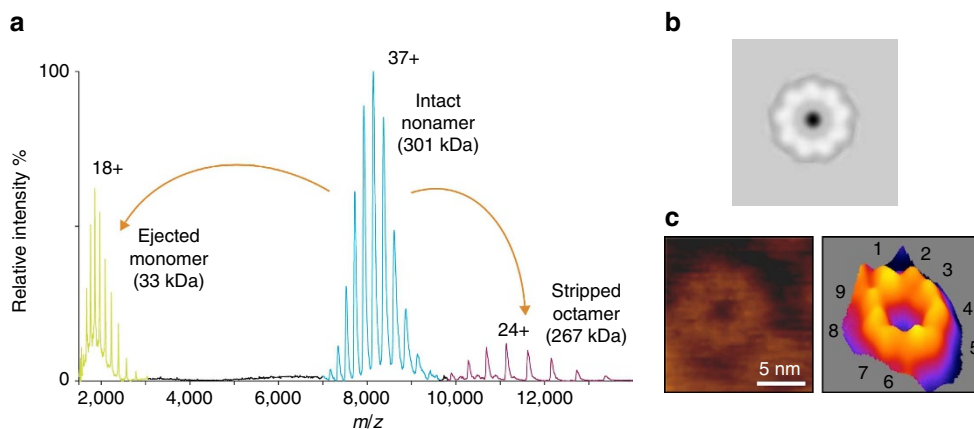 a
100
0
Relative intensity %
2,000 4,000 6,000 8,000 10,000 12,000
m/z
18+
Ejected
monomer
(33 kDa)
37+
Intact
nonamer
(301 kDa)
Stripped
octamer
(267 kDa)
24+
b
c
5 nm
1
2
3
4
5
6
7
8
9